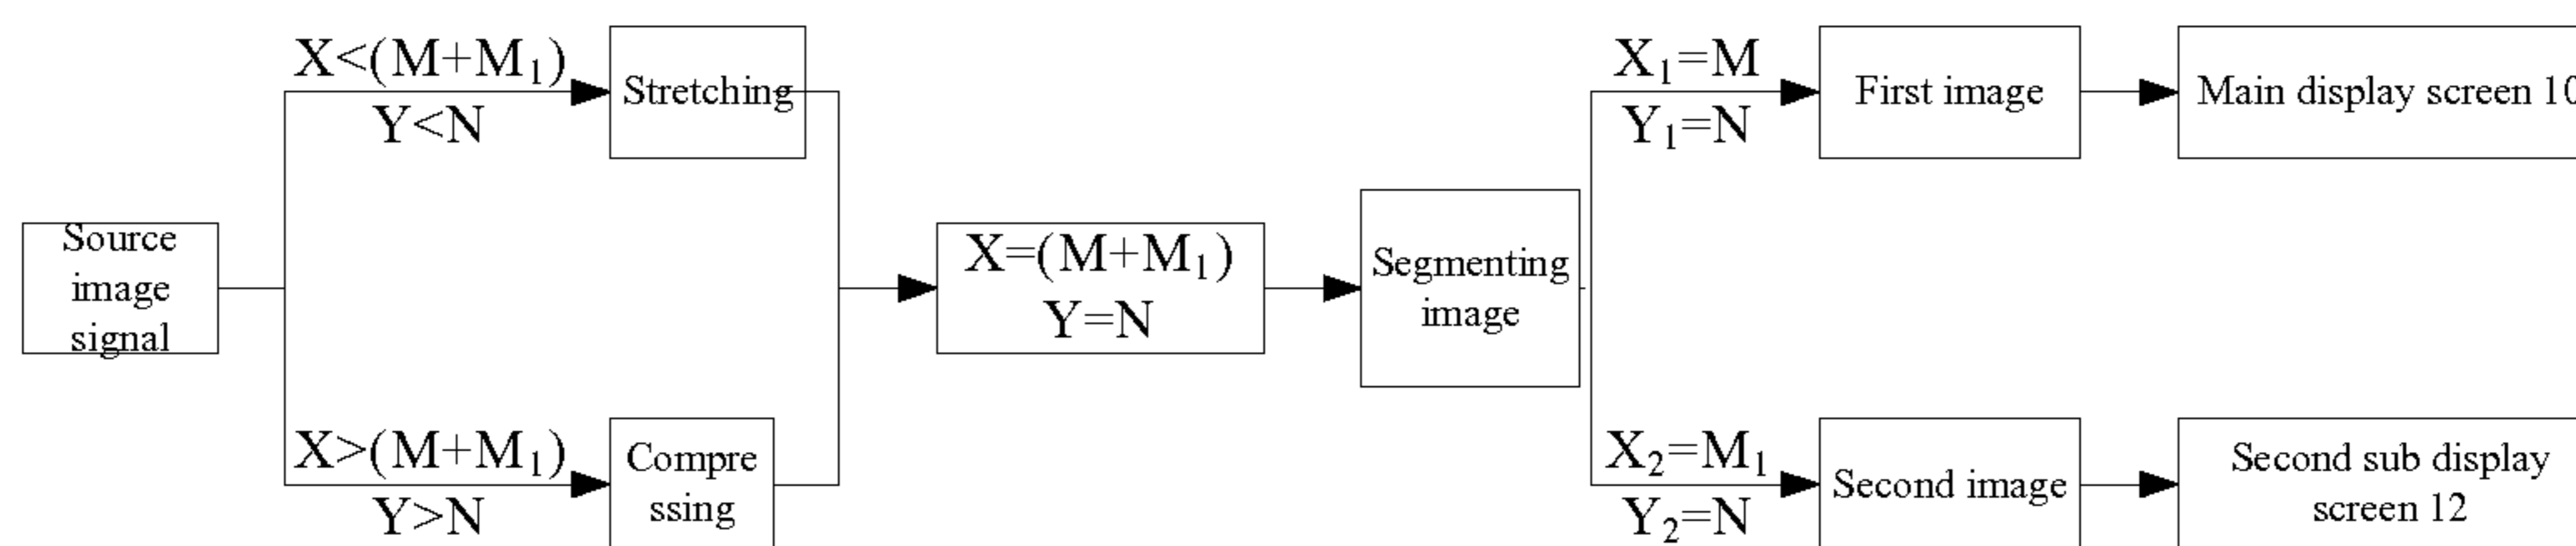 X<(M+M₁)
Y<N
Stretching
Source
image
signal
X>(M+M₁)
Y>N
Compre
ssing
X=(M+M₁)
Y=N
Segmenting
image
X₁=M
Y₁=N
First image
Main display screen 10
X₂=M₁
Y₂=N
Second image
Second sub display
screen 12